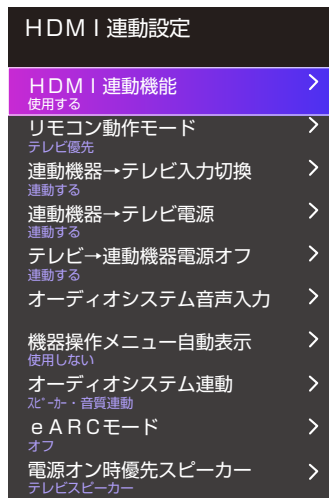 HDMI連動設定
HDMI連動機能
使用する
リモコン動作モード
テレビ優先
連動機器→テレビ入力切換
連動する
連動機器→テレビ電源
連動する
テレビ→連動機器電源オフ
連動する
オーディオシステム音声入力
機器操作メニュー自動表示
使用しない
オーディオシステム連動
スピーカー・音質連動
eARCモード
オフ
電源オン時優先スピーカー
テレビスピーカー